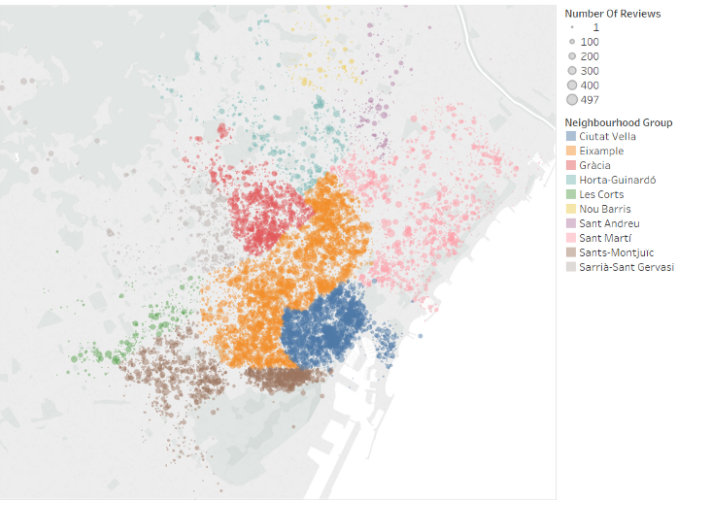 Number Of Reviews
1
100
200
300
400
497
Neighbourhood Group
Ciutat Vella
Eixample
Gràcia
Horta-Guinardó
Les Corts
Nou Barris
Sant Andreu
Sant Martí
Sants-Montjuïc
Sarrià-Sant Gervasi